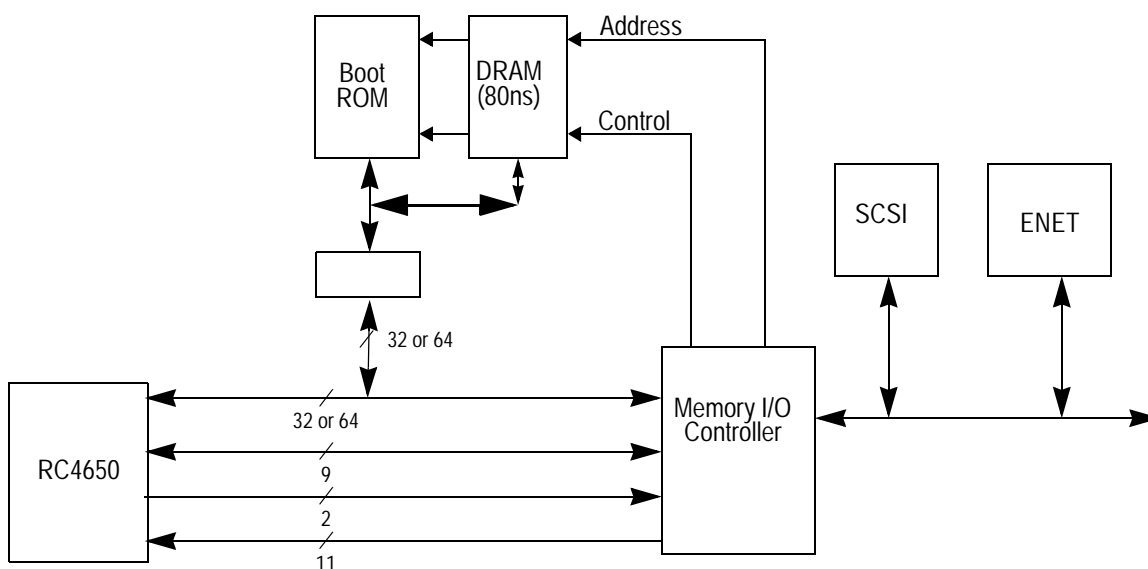 Address
Boot
ROM
DRAM
(80ns)
Control
SCSI
ENET
32 or 64
32 or 64
Memory I/O
Controller
RC4650
9
2
11